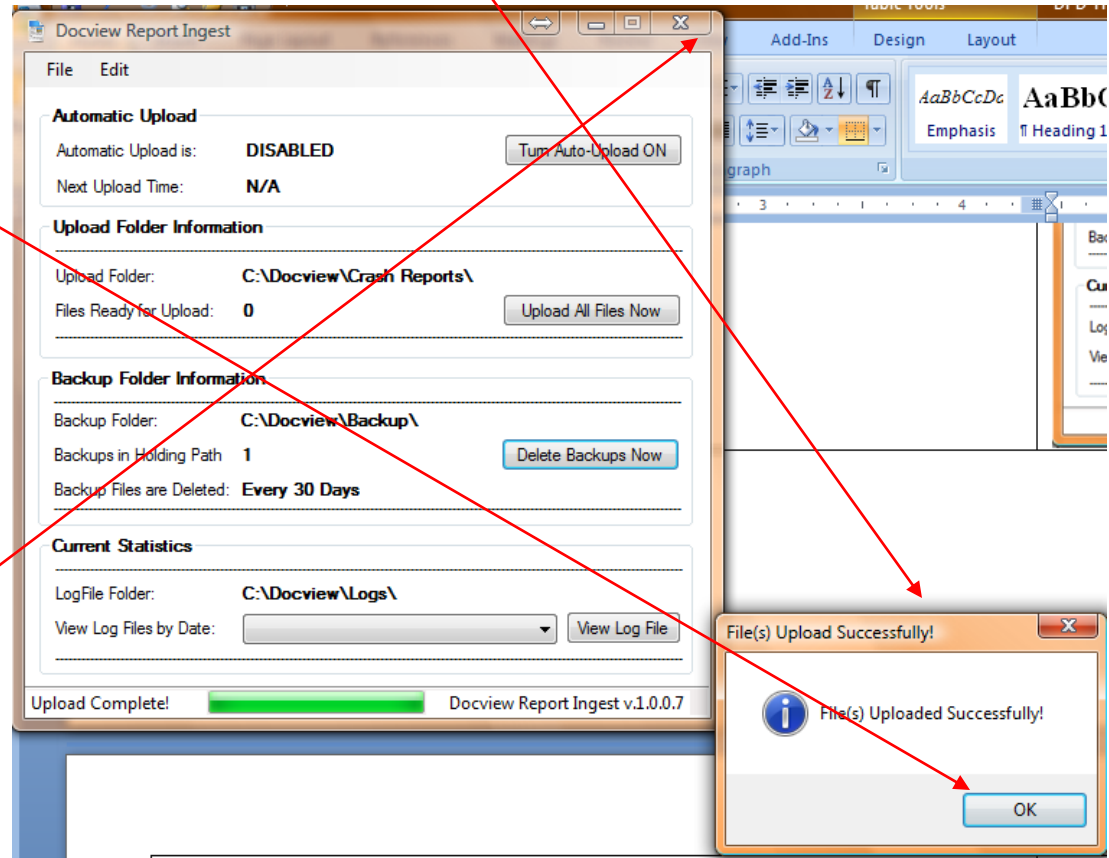 Docview Report Ingest
File Edit
Automatic Upload
Automatic Upload is: DISABLED Turn Auto-Upload ON
Next Upload Time: N/A
Upload Folder Information
Upload Folder: C:\Docview\Crash Reports\
Files Ready for Upload: 0 Upload All Files Now
Backup Folder Information
Backup Folder: C:\Docview\Backup\
Backups in Holding Path 1 Delete Backups Now
Backup Files are Deleted: Every 30 Days
Current Statistics
LogFile Folder: C:\Docview\Logs\
View Log Files by Date: View Log File
Upload Complete! Docview Report Ingest v.1.0.0.7
Add-Ins Design Layout
AaBbCcDc AaBb
Emphasis ¶ Heading 1
graph
3 4
File(s) Upload Successfully!
File(s) Uploaded Successfully!
OK